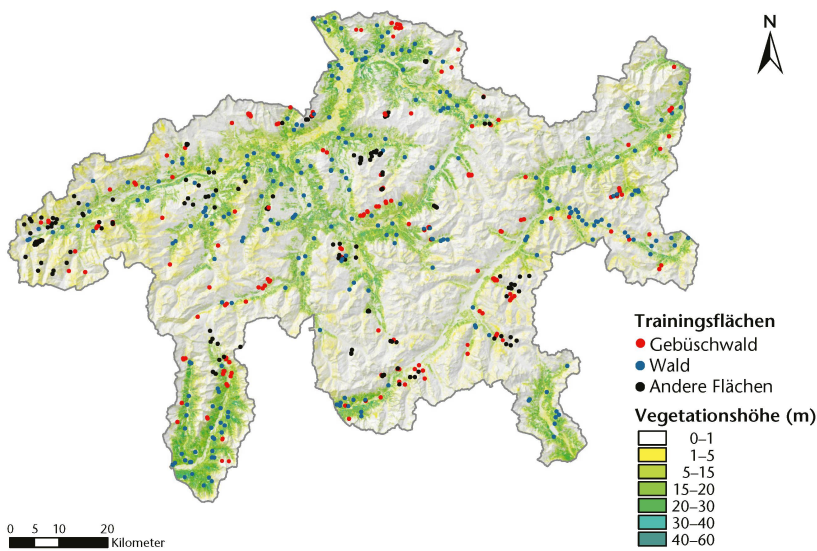 N
Trainingsflächen
Gebüschwald
Wald
Andere Flächen
Vegetationshöhe (m)
0–1
1–5
5–15
15–20
20–30
30–40
40–60
0 5 10 20
Kilometer